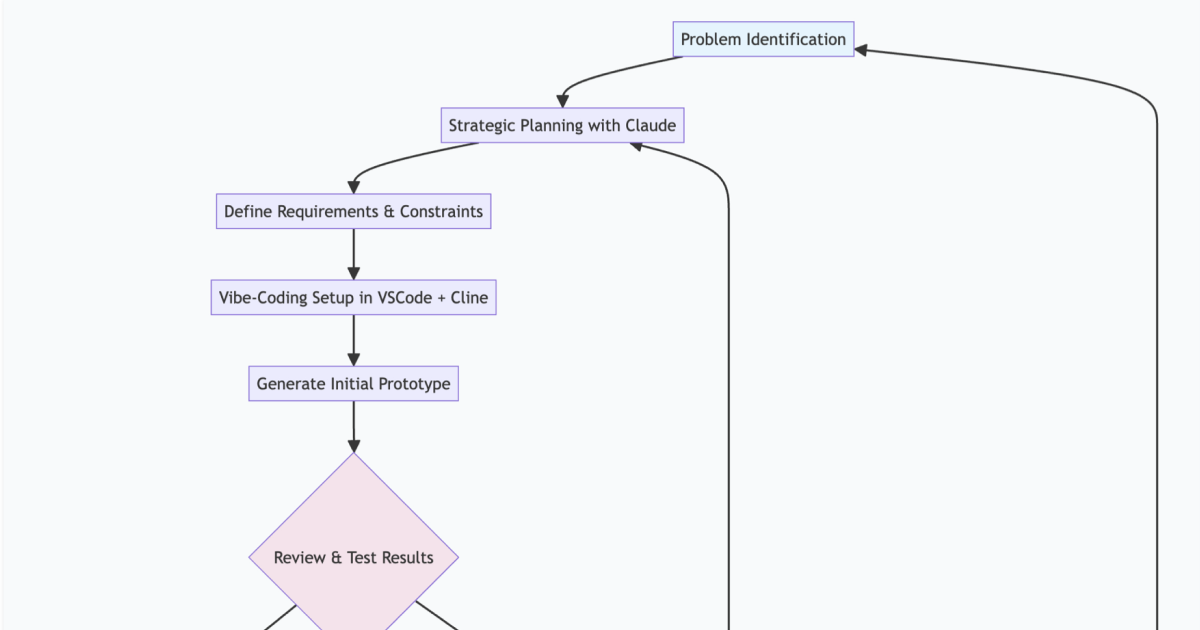 Problem Identification
Strategic Planning with Claude
Define Requirements & Constraints
Vibe-Coding Setup in VSCode + Cline
Generate Initial Prototype
Review & Test Results